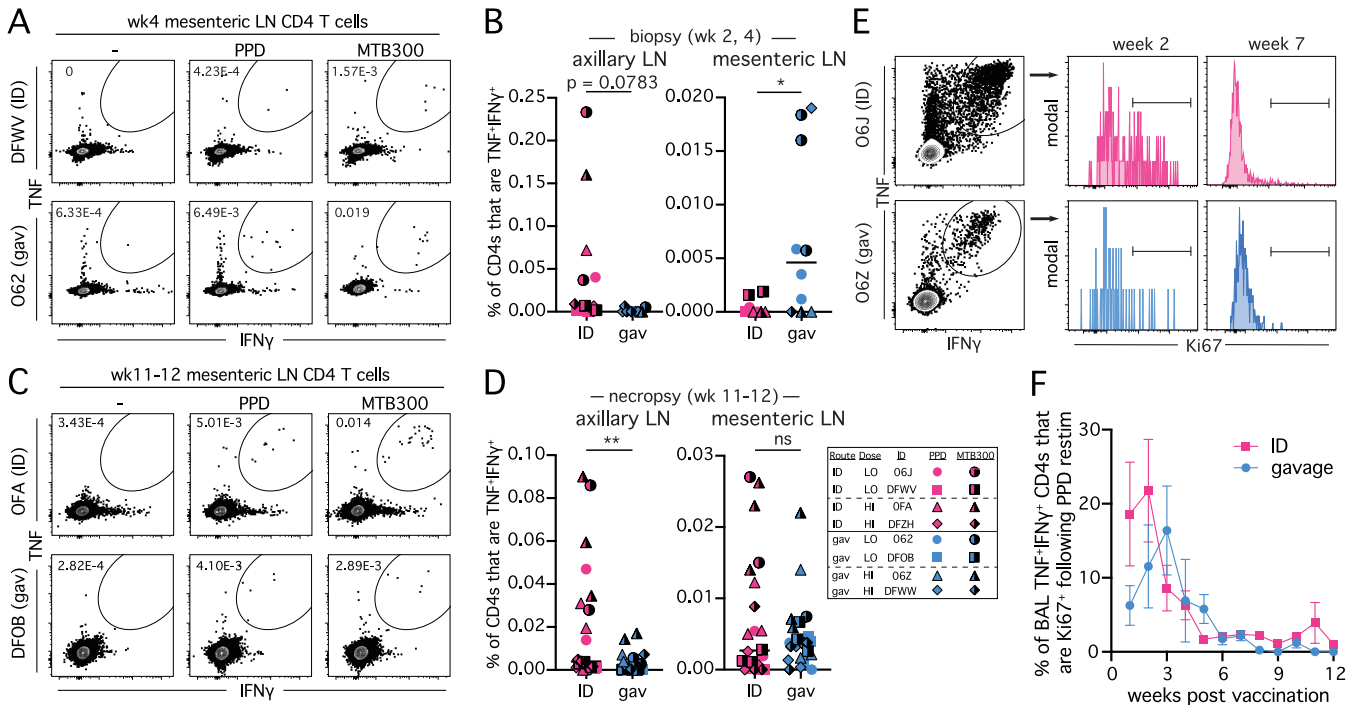 A
wk4 mesenteric LN CD4 T cells
-
PPD
MTB300
DFWV (ID)
0
4.23E-4
1.57E-3
TNF
O62 (gav)
6.33E-4
6.49E-3
0.019
IFNγ
B
biopsy (wk 2, 4)
axillary LN
mesenteric LN
p = 0.0783
*
% of CD4s that are TNF⁺IFNγ⁺
0.25
0.20
0.15
0.10
0.05
0.00
ID
gav
0.020
0.015
0.010
0.005
0.000
ID
gav
C
wk11-12 mesenteric LN CD4 T cells
-
PPD
MTB300
OFA (ID)
3.43E-4
5.01E-3
0.014
TNF
DFOB (gav)
2.82E-4
4.10E-3
2.89E-3
IFNγ
D
necropsy (wk 11-12)
axillary LN
mesenteric LN
**
ns
% of CD4s that are TNF⁺IFNγ⁺
0.10
0.08
0.06
0.04
0.02
0.00
ID
gav
0.03
0.02
0.01
0.00
ID
gav
Route Dose ID PPD MTB300
ID LO 06J
ID LO DFWV
ID HI 0FA
ID HI DFZH
gav LO 062
gav LO DFOB
gav HI 06Z
gav HI DFWW
E
week 2
week 7
O6J (ID)
modal
TNF
O6Z (gav)
modal
IFNγ
Ki67
F
% of BAL TNF⁺IFNγ⁺ CD4s that
are Ki67⁺ following PPD restim
30
20
10
0
ID
gavage
0
3
6
9
12
weeks post vaccination